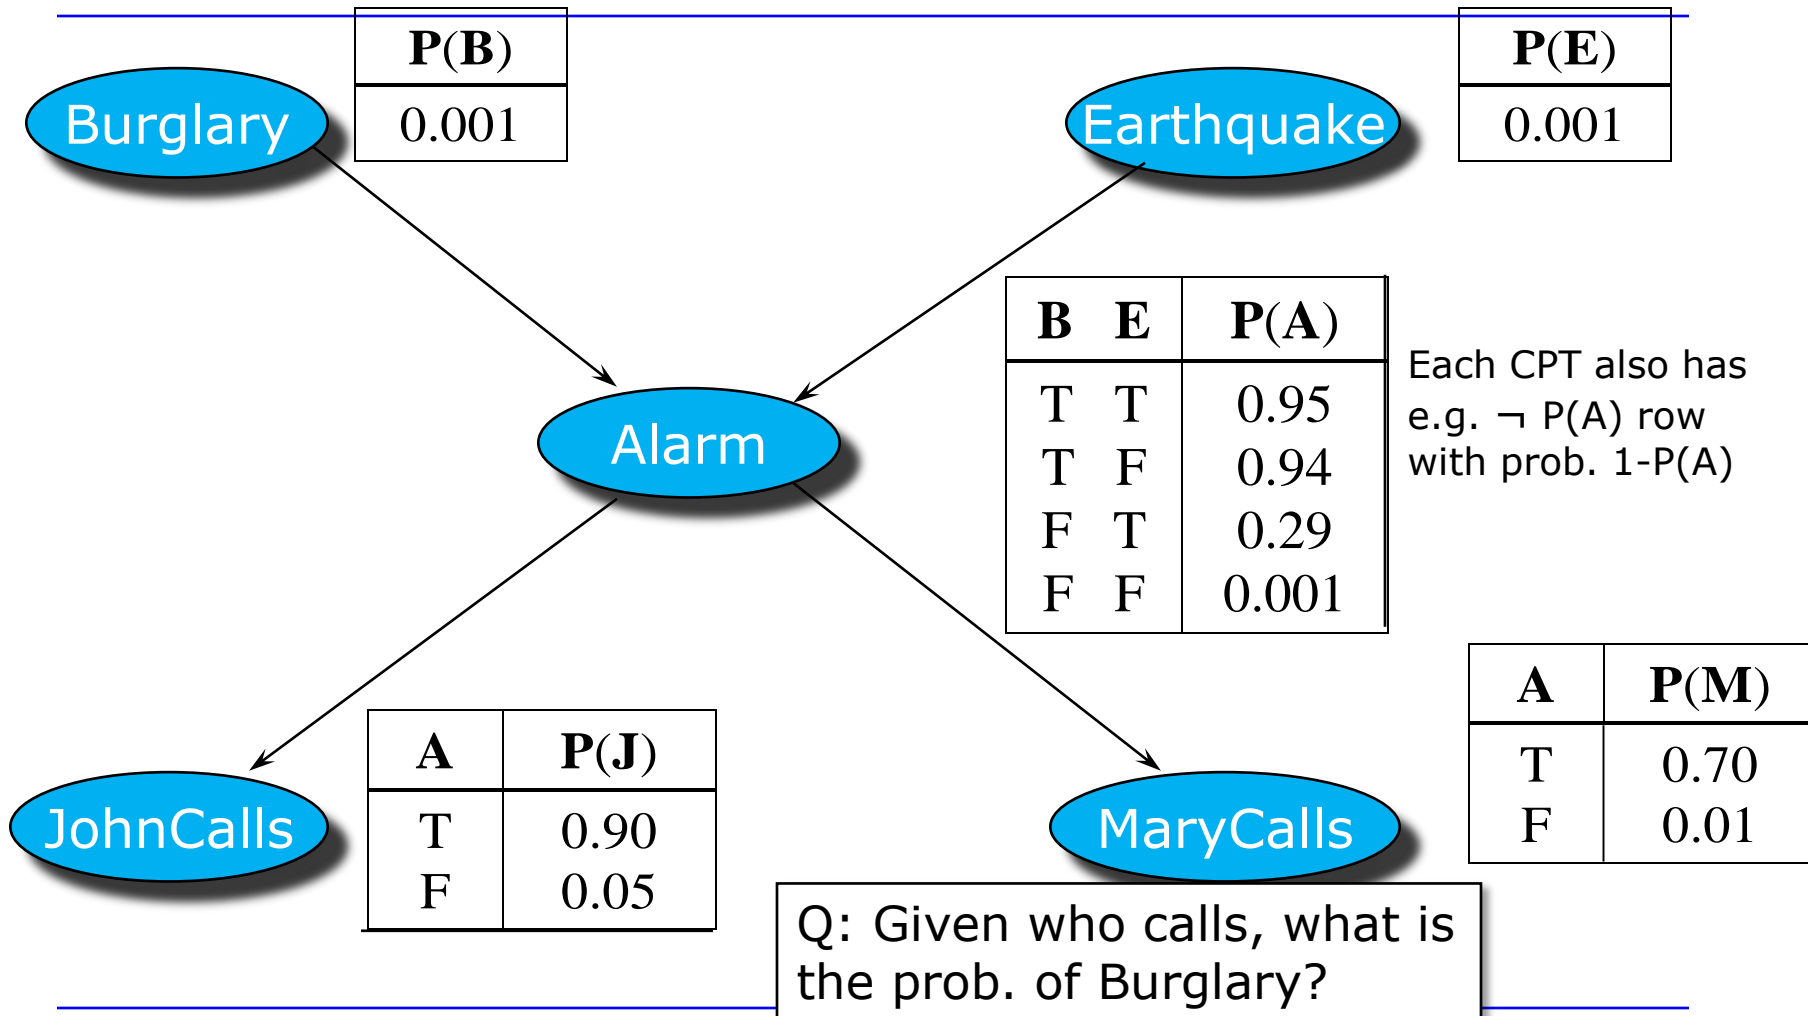 P(B)
0.001
Burglary
P(E)
0.001
Earthquake
B E P(A)
T T 0.95
T F 0.94
F T 0.29
F F 0.001
Each CPT also has
e.g. ¬ P(A) row
with prob. 1-P(A)
Alarm
A P(J)
T 0.90
F 0.05
JohnCalls
A P(M)
T 0.70
F 0.01
MaryCalls
Q: Given who calls, what is
the prob. of Burglary?